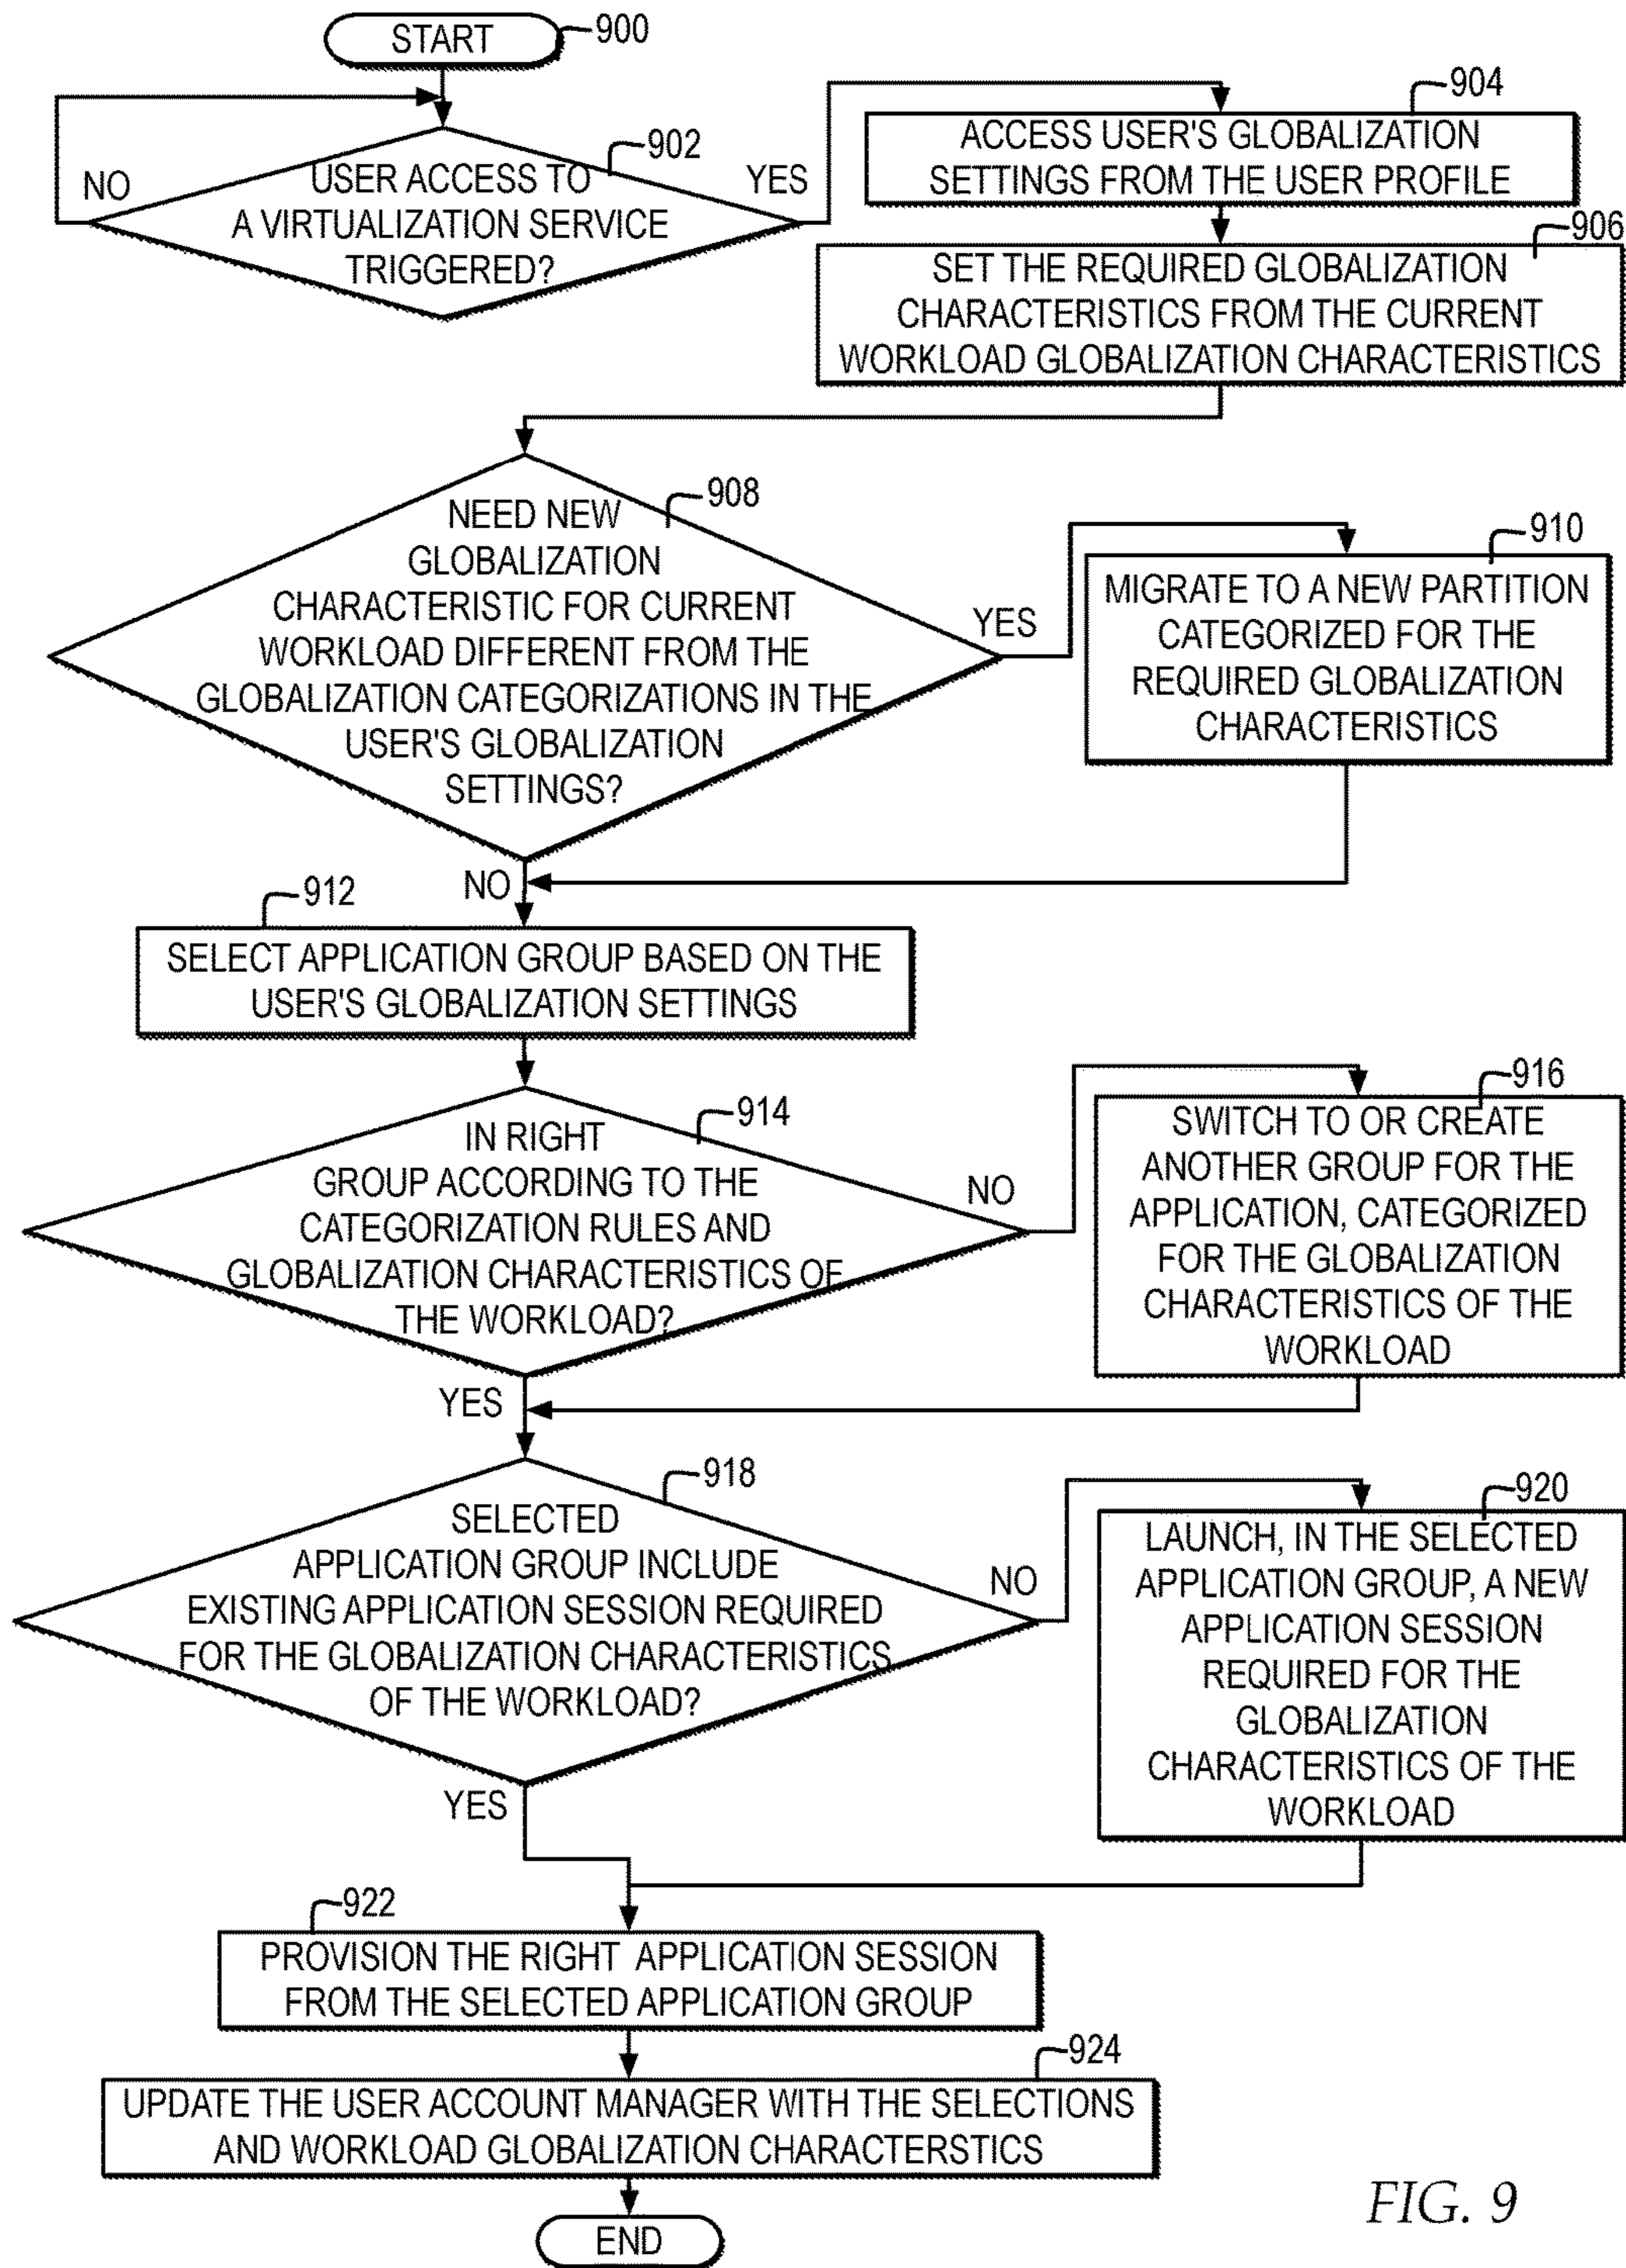 START
900
902
USER ACCESS TO
A VIRTUALIZATION SERVICE
TRIGGERED?
NO
YES
904
ACCESS USER'S GLOBALIZATION
SETTINGS FROM THE USER PROFILE
906
SET THE REQUIRED GLOBALIZATION
CHARACTERISTICS FROM THE CURRENT
WORKLOAD GLOBALIZATION CHARACTERISTICS
908
NEED NEW
GLOBALIZATION
CHARACTERISTIC FOR CURRENT
WORKLOAD DIFFERENT FROM THE
GLOBALIZATION CATEGORIZATIONS IN THE
USER'S GLOBALIZATION
SETTINGS?
YES
NO
910
MIGRATE TO A NEW PARTITION
CATEGORIZED FOR THE
REQUIRED GLOBALIZATION
CHARACTERISTICS
912
SELECT APPLICATION GROUP BASED ON THE
USER'S GLOBALIZATION SETTINGS
914
IN RIGHT
GROUP ACCORDING TO THE
CATEGORIZATION RULES AND
GLOBALIZATION CHARACTERISTICS OF
THE WORKLOAD?
NO
YES
916
SWITCH TO OR CREATE
ANOTHER GROUP FOR THE
APPLICATION, CATEGORIZED
FOR THE GLOBALIZATION
CHARACTERISTICS OF THE
WORKLOAD
918
SELECTED
APPLICATION GROUP INCLUDE
EXISTING APPLICATION SESSION REQUIRED
FOR THE GLOBALIZATION CHARACTERISTICS
OF THE WORKLOAD?
NO
YES
920
LAUNCH, IN THE SELECTED
APPLICATION GROUP, A NEW
APPLICATION SESSION
REQUIRED FOR THE
GLOBALIZATION
CHARACTERISTICS OF THE
WORKLOAD
922
PROVISION THE RIGHT APPLICATION SESSION
FROM THE SELECTED APPLICATION GROUP
924
UPDATE THE USER ACCOUNT MANAGER WITH THE SELECTIONS
AND WORKLOAD GLOBALIZATION CHARACTERSTICS
END
FIG. 9